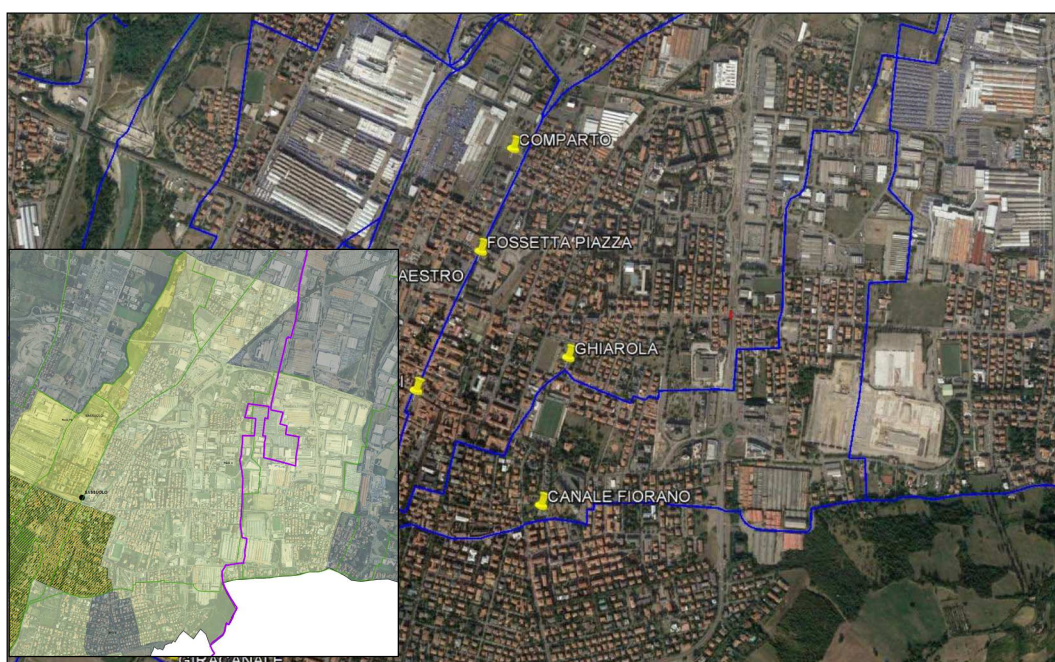 COMPARTO
FOSSETTA PIAZZA
AESTRO
GHIAROLA
I
CANALE FIORANO
SASSUOLO
GIRACANALE